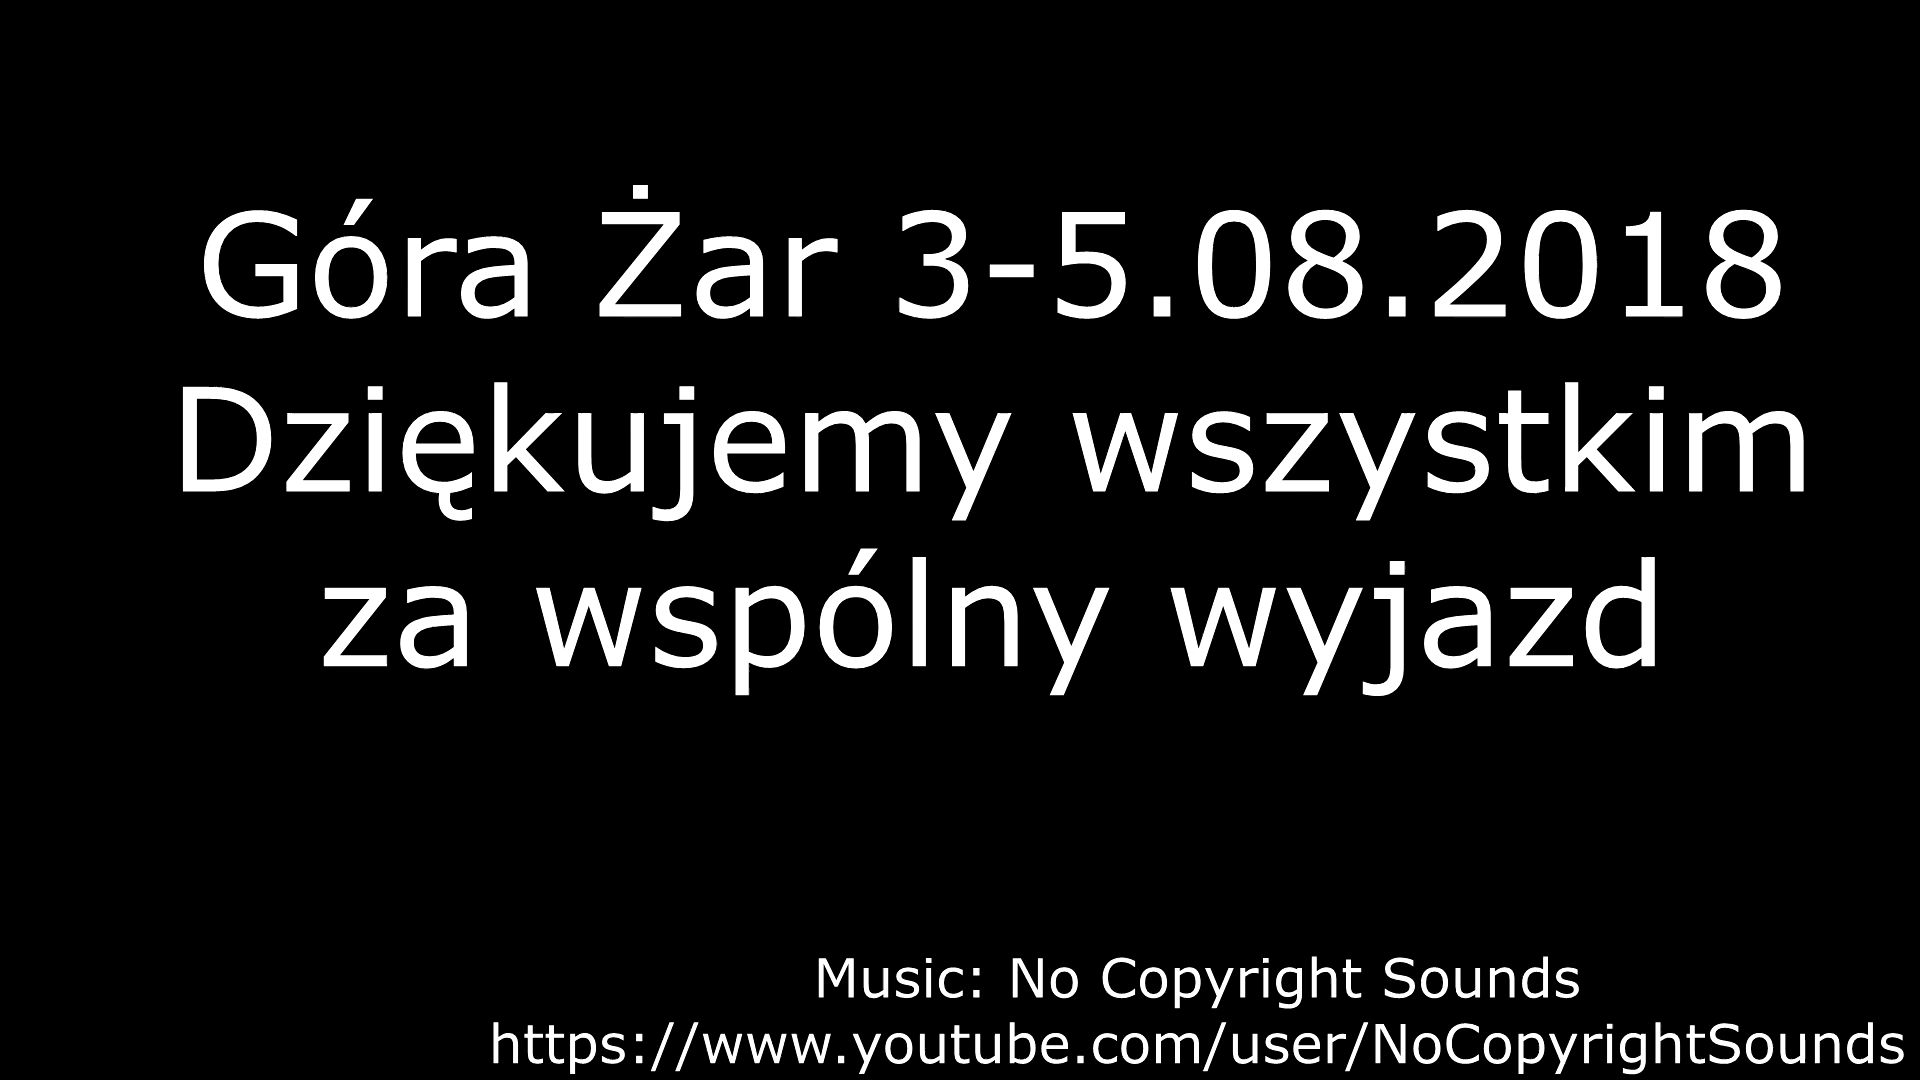 Góra Żar 3-5.08.2018
Dziękujemy wszystkim
za wspólny wyjazd
Music: No Copyright Sounds
https://www.youtube.com/user/NoCopyrightSounds